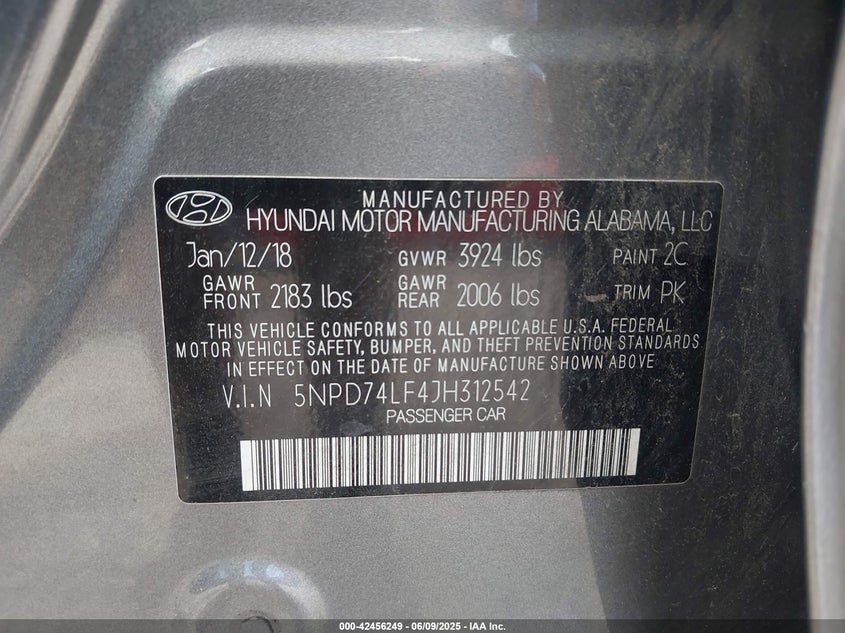 MANUFACTURED BY
HYUNDAI MOTOR MANUFACTURING ALABAMA, LLC
Jan/12/18 GVWR 3924 lbs PAINT 2C
GAWR FRONT 2183 lbs GAWR REAR 2006 lbs TRIM PK
THIS VEHICLE CONFORMS TO ALL APPLICABLE U.S.A. FEDERAL
MOTOR VEHICLE SAFETY, BUMPER, AND THEFT PREVENTION STANDARDS
IN EFFECT ON THE DATE OF MANUFACTURE SHOWN ABOVE
V.I.N 5NPD74LF4JH312542
PASSENGER CAR
000-42456249 - 06/09/2025 - IAA Inc.